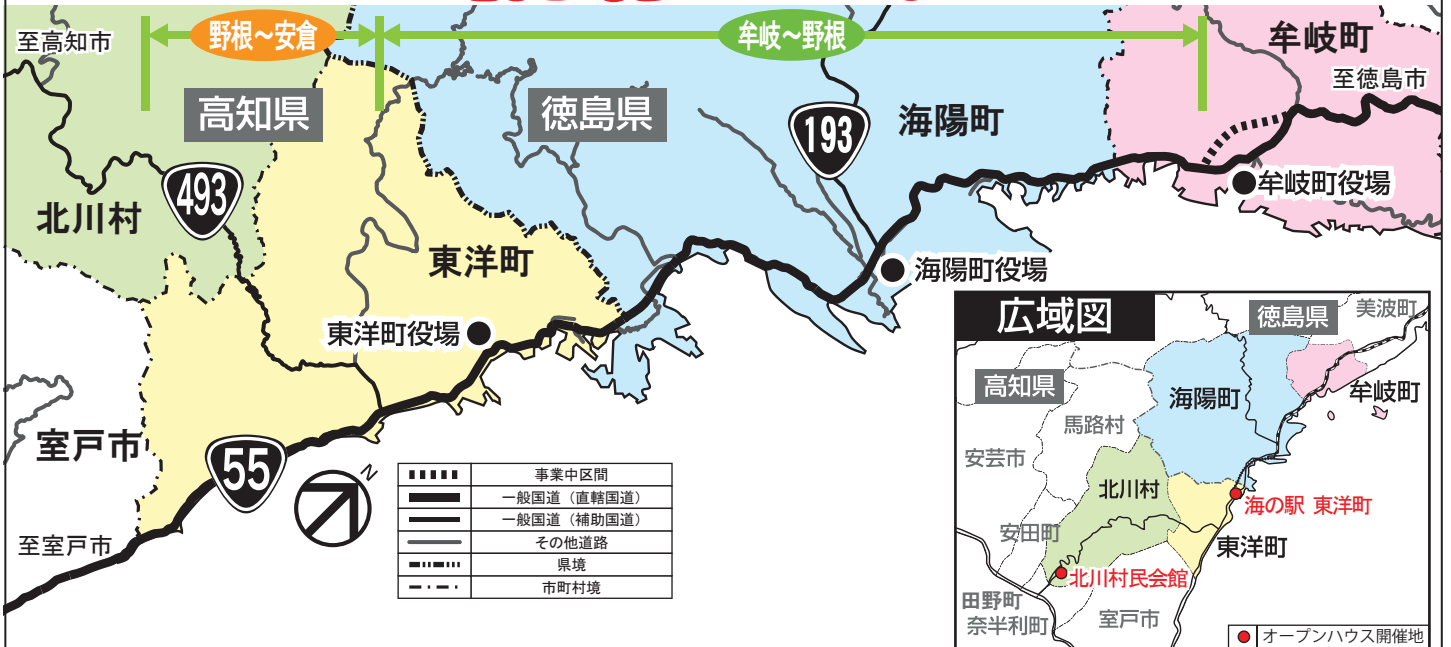 野根～安倉
牟岐～野根
至高知市
牟岐町
至徳島市
高知県
徳島県
海陽町
193
493
北川村
牟岐町役場
東洋町
海陽町役場
東洋町役場
室戸市
55
至室戸市
N
事業中区間
一般国道（直轄国道）
一般国道（補助国道）
その他道路
県境
市町村境
広域図
徳島県
美波町
高知県
海陽町
牟岐町
馬路村
安芸市
北川村
海の駅 東洋町
安田町
東洋町
北川村民会館
田野町
奈半利町
室戸市
オープンハウス開催地